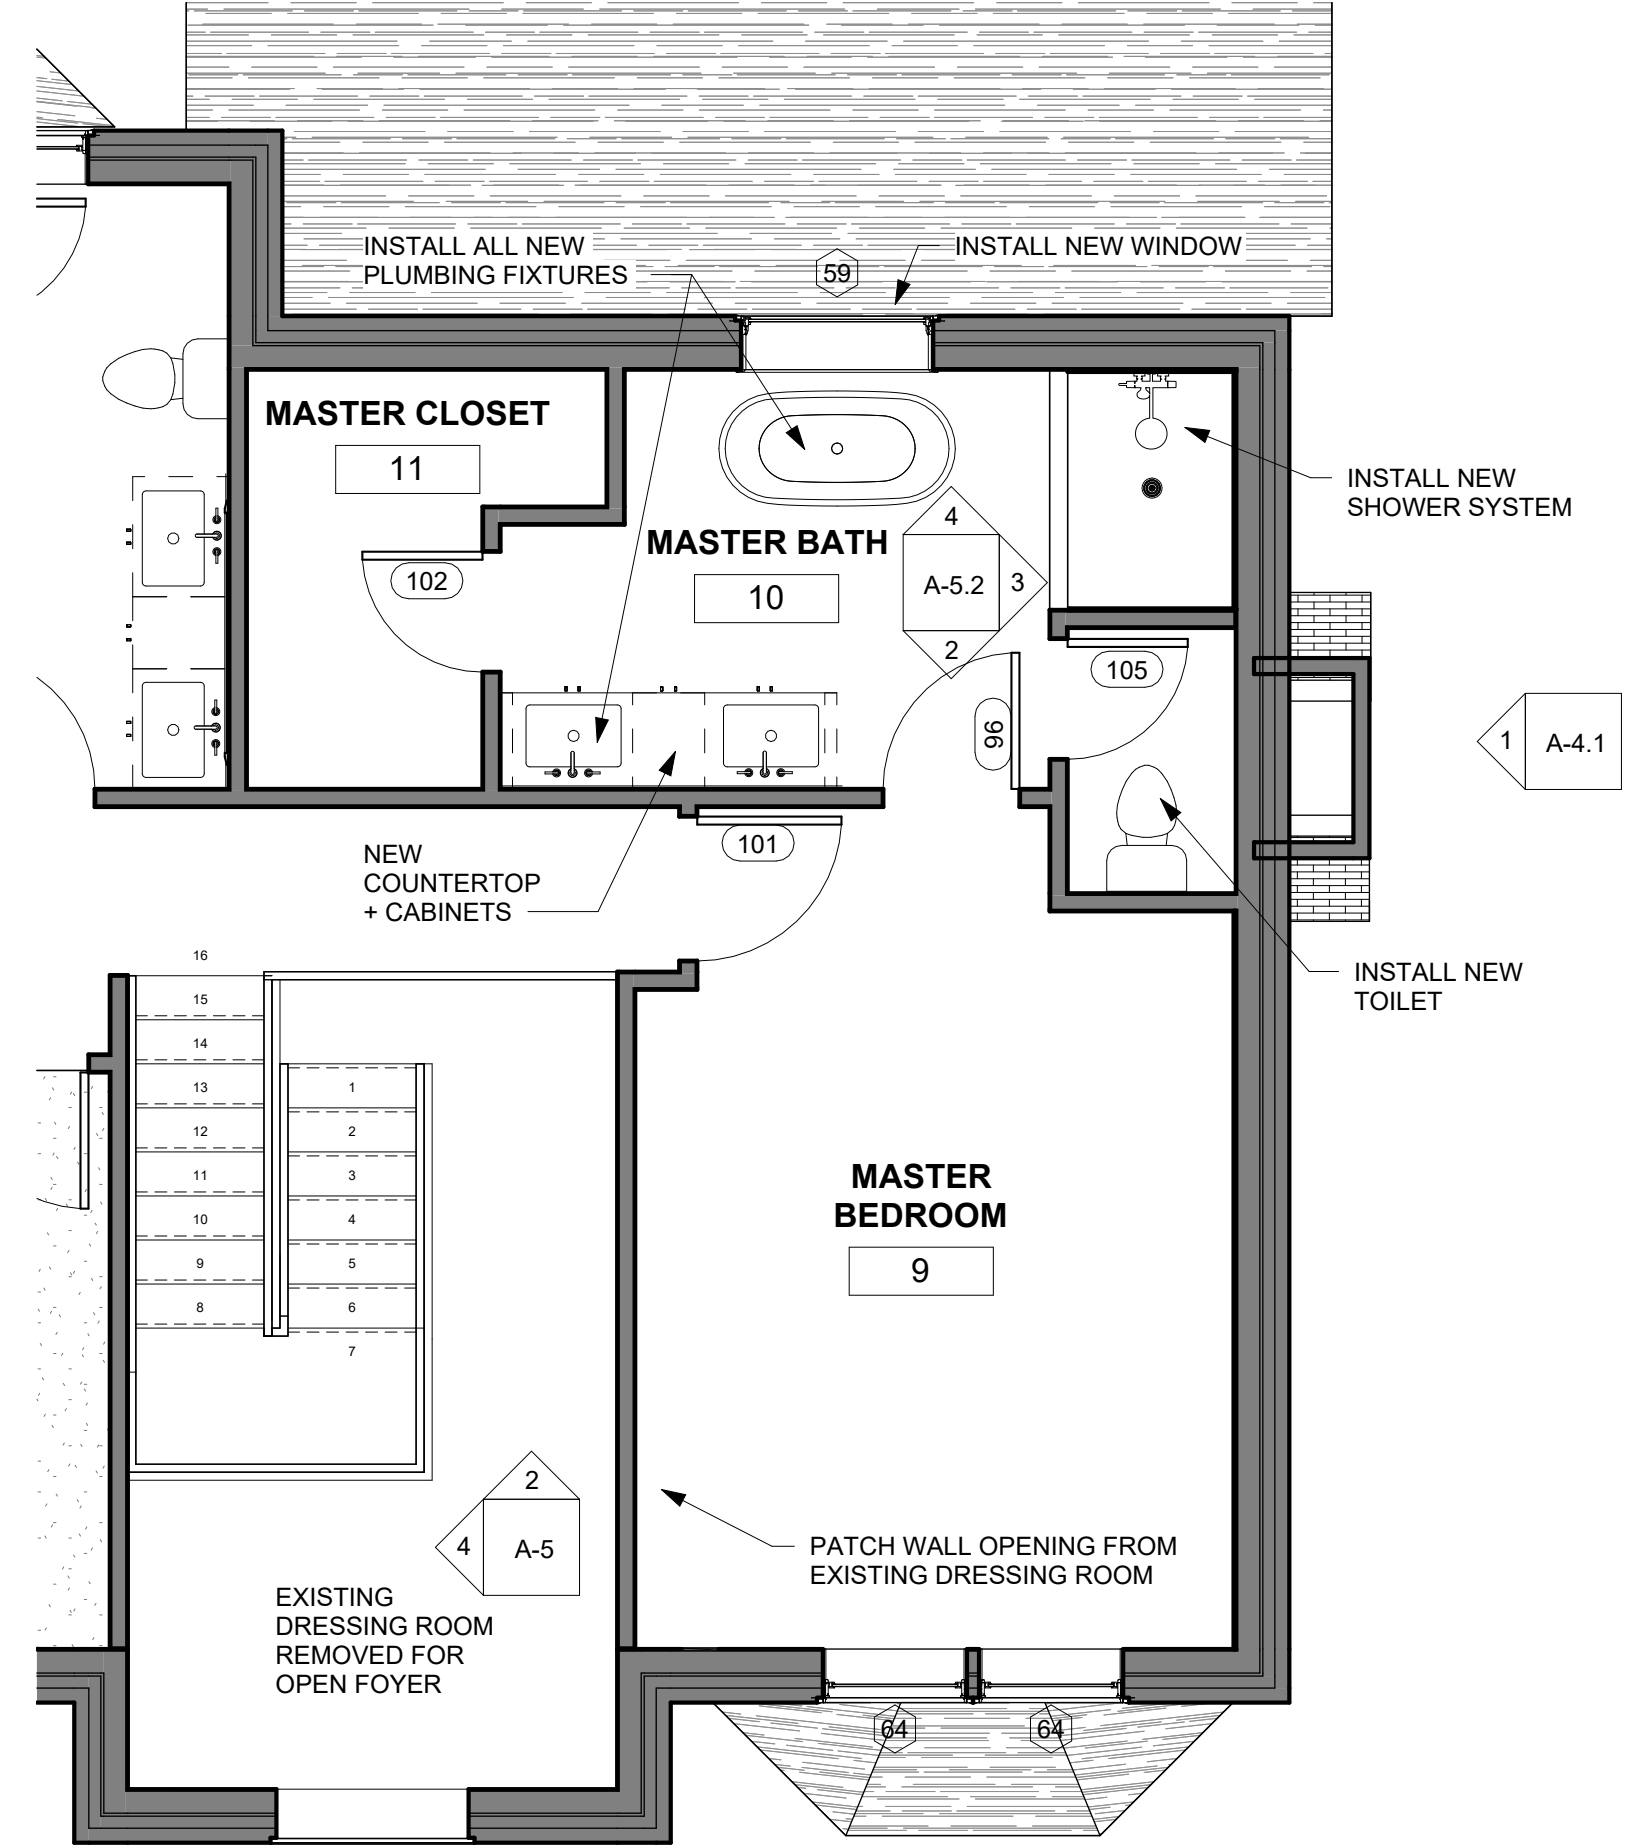 INSTALL ALL NEW
PLUMBING FIXTURES
59
INSTALL NEW WINDOW
MASTER CLOSET
11
INSTALL NEW
SHOWER SYSTEM
MASTER BATH
10
4
A-5.2
3
2
102
105
96
1
A-4.1
101
NEW
COUNTERTOP
+ CABINETS
INSTALL NEW
TOILET
16
15
14
13
12
11
10
9
8
1
2
3
4
5
6
7
MASTER
BEDROOM
9
2
4
A-5
PATCH WALL OPENING FROM
EXISTING DRESSING ROOM
EXISTING
DRESSING ROOM
REMOVED FOR
OPEN FOYER
64
64